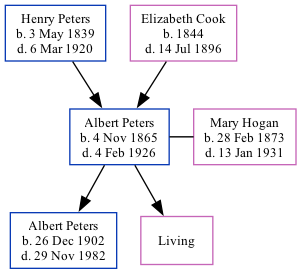 Henry Peters
b. 3 May 1839
d. 6 Mar 1920
Elizabeth Cook
b. 1844
d. 14 Jul 1896
Albert Peters
b. 4 Nov 1865
d. 4 Feb 1926
Mary Hogan
b. 28 Feb 1873
d. 13 Jan 1931
Albert Peters
b. 26 Dec 1902
d. 29 Nov 1982
Living